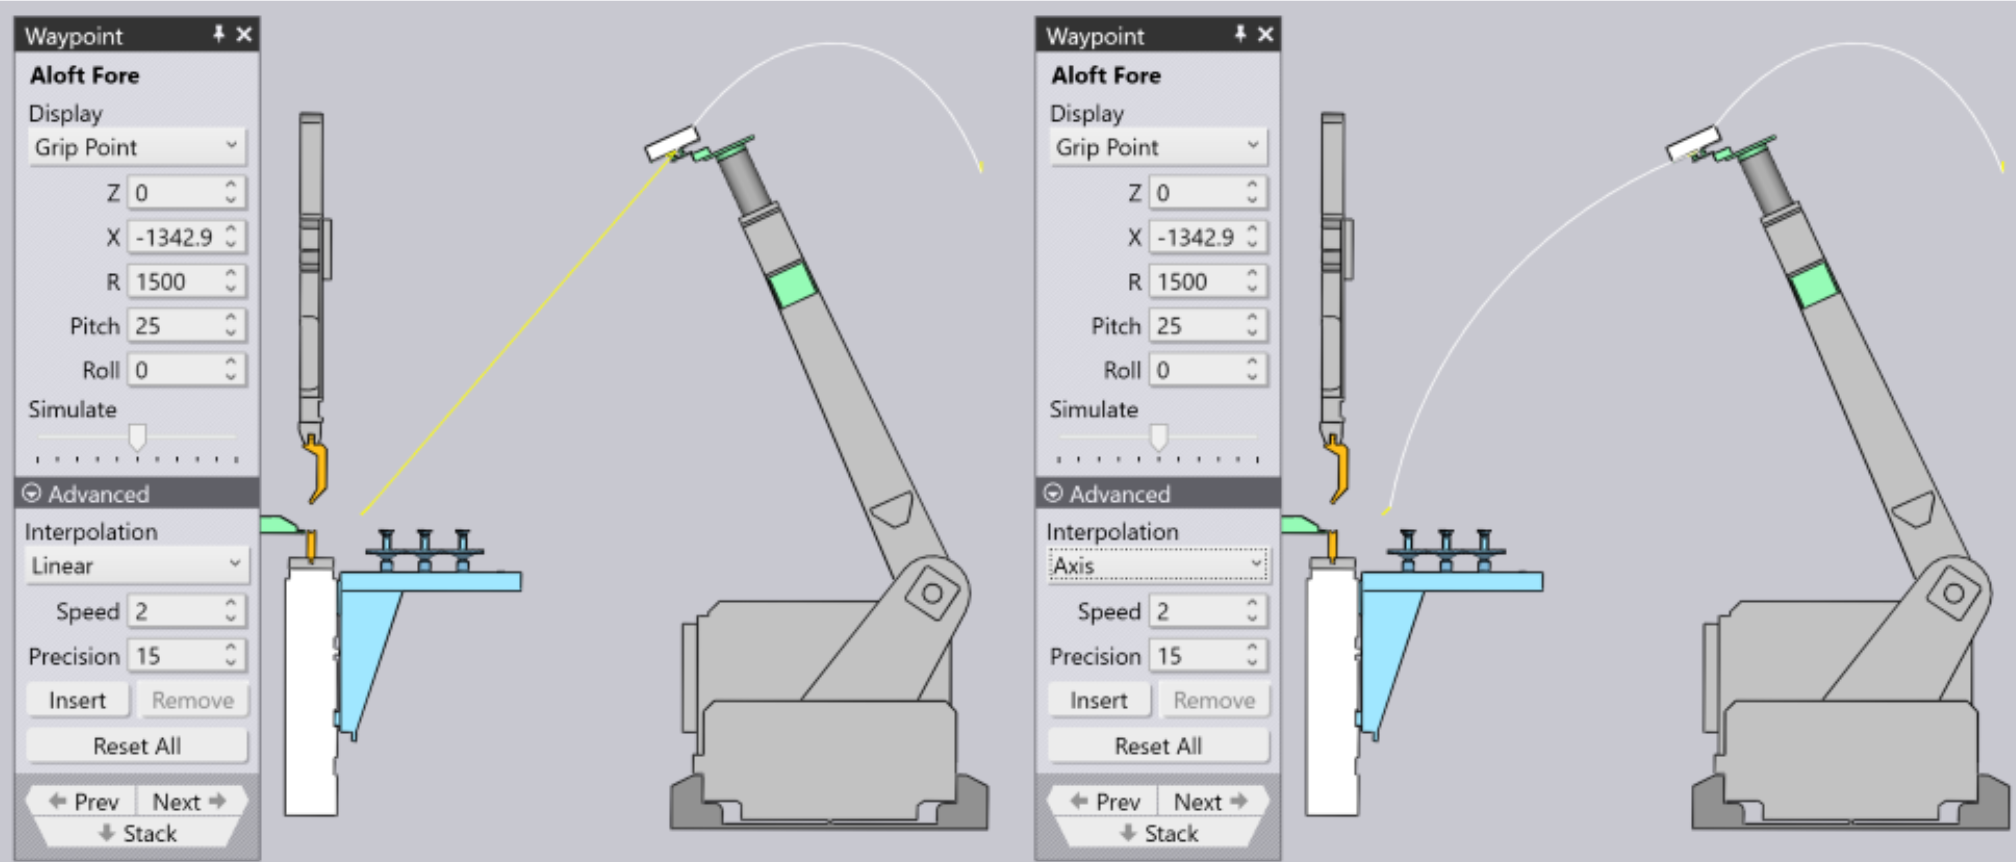 Waypoint
Aloft Fore
Display
Grip Point
Z 0
X -1342.9
R 1500
Pitch 25
Roll 0
Simulate
Advanced
Interpolation
Linear
Speed 2
Precision 15
Insert Remove
Reset All
Prev Next
Stack
Waypoint
Aloft Fore
Display
Grip Point
Z 0
X -1342.9
R 1500
Pitch 25
Roll 0
Simulate
Advanced
Interpolation
Axis
Speed 2
Precision 15
Insert Remove
Reset All
Prev Next
Stack